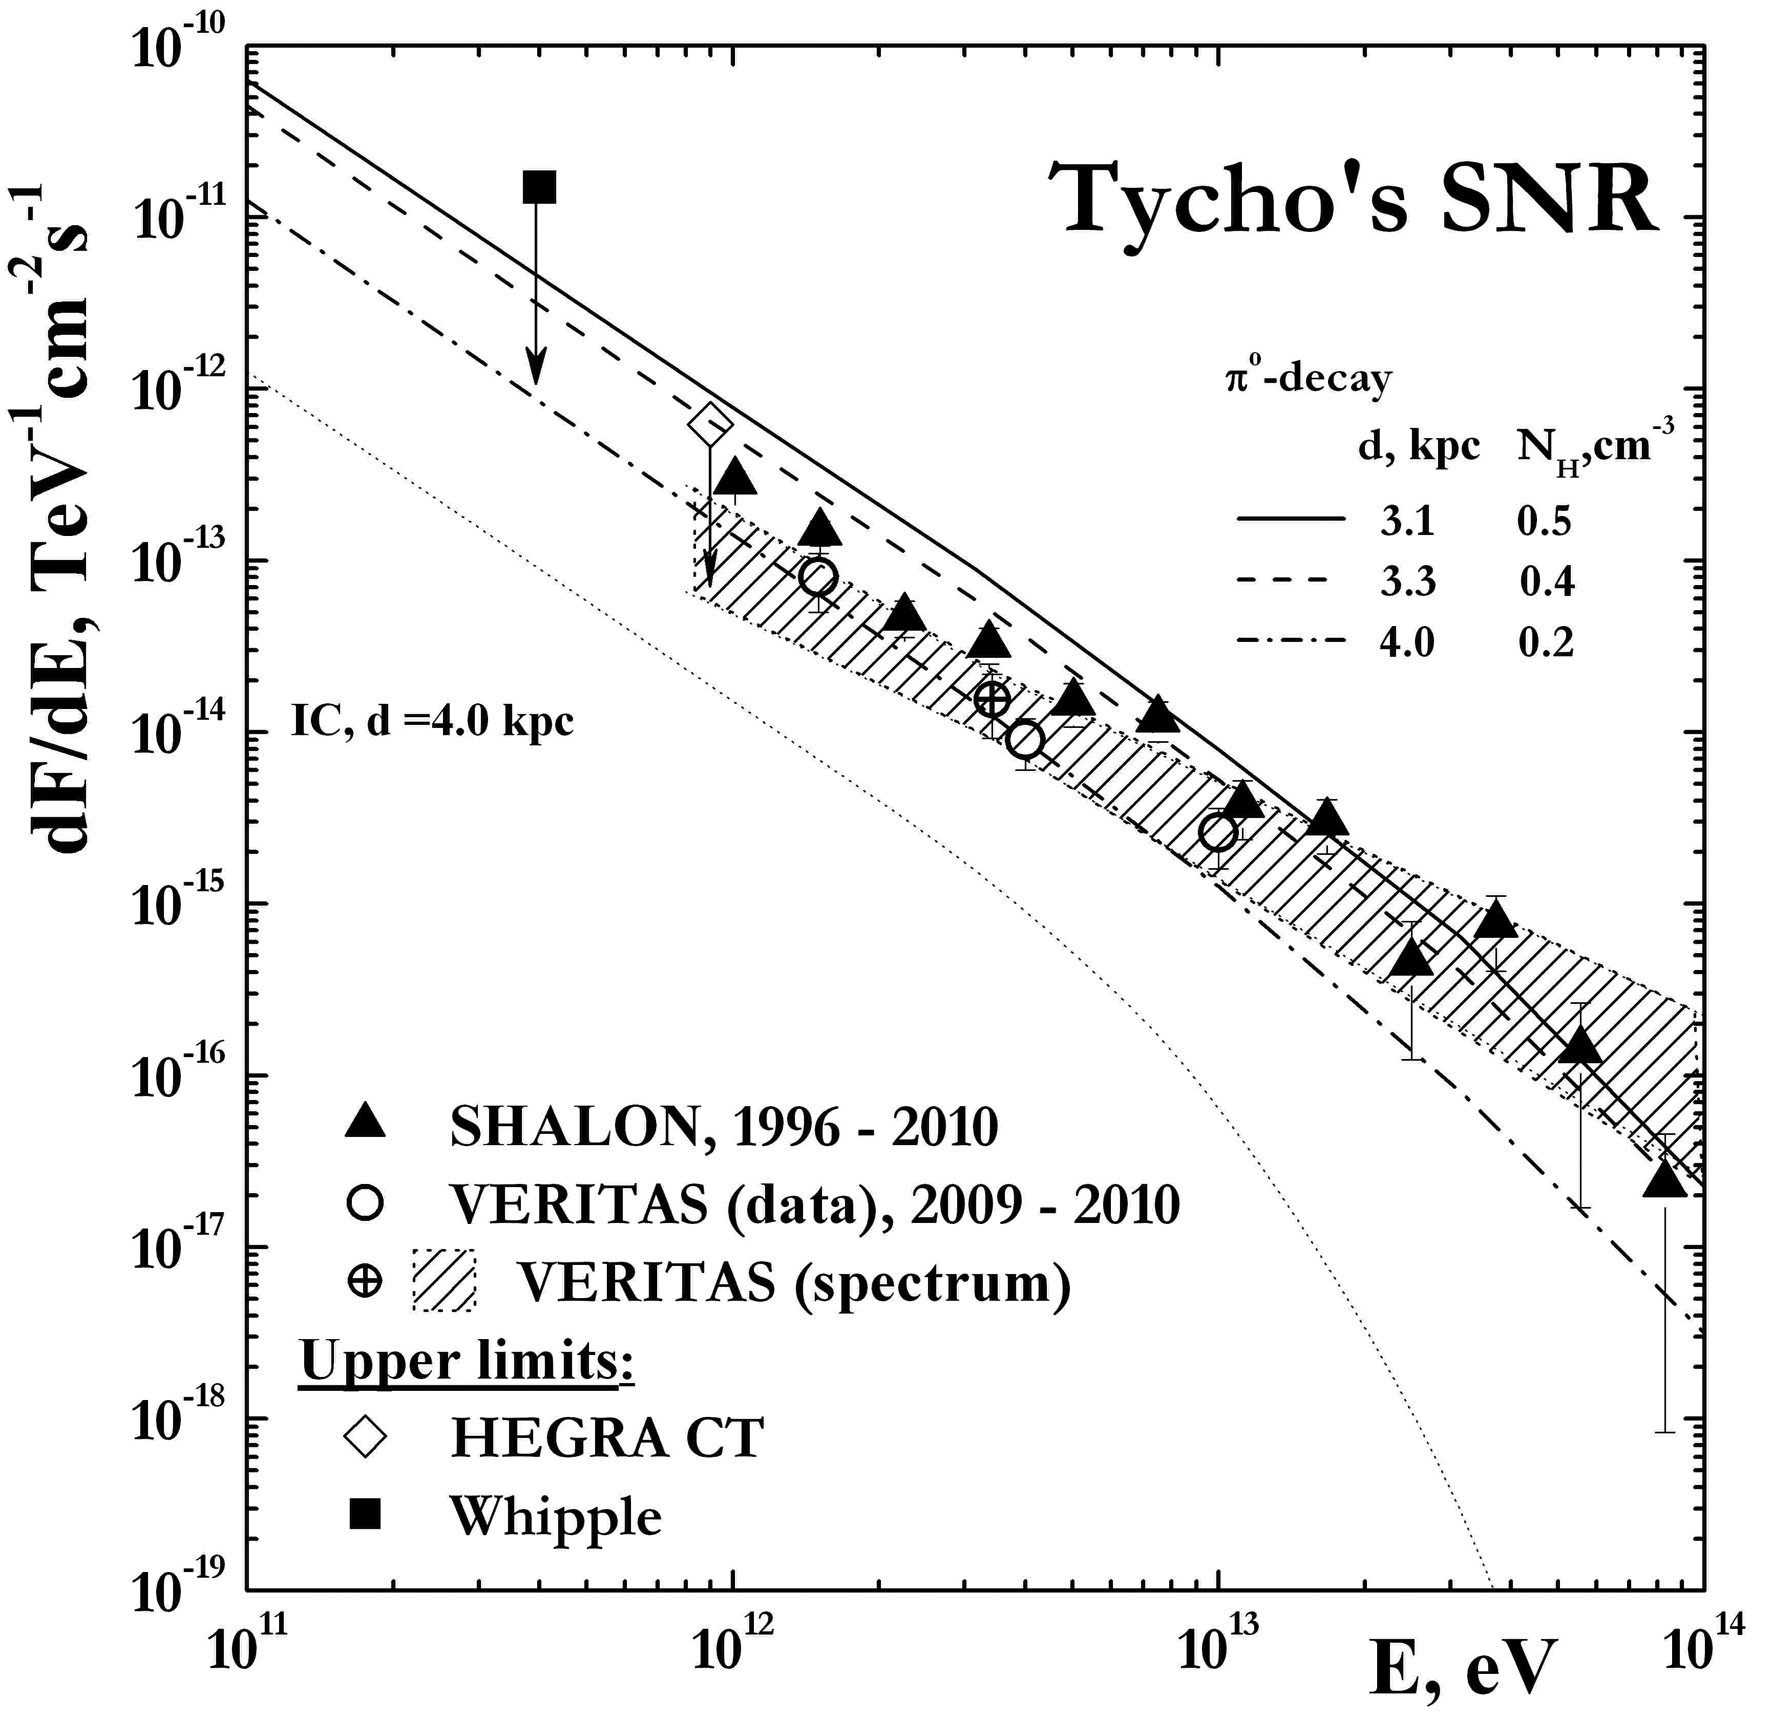 Tycho's SNR
dF/dE, TeV⁻¹cm⁻²s⁻¹
10⁻¹⁰
10⁻¹¹
10⁻¹²
10⁻¹³
10⁻¹⁴
10⁻¹⁵
10⁻¹⁶
10⁻¹⁷
10⁻¹⁸
10⁻¹⁹
π⁰-decay
d, kpc N_H,cm⁻³
3.1 0.5
3.3 0.4
4.0 0.2
IC, d =4.0 kpc
SHALON, 1996 - 2010
VERITAS (data), 2009 - 2010
VERITAS (spectrum)
Upper limits:
HEGRA CT
Whipple
10¹¹ 10¹² 10¹³ 10¹⁴
E, eV